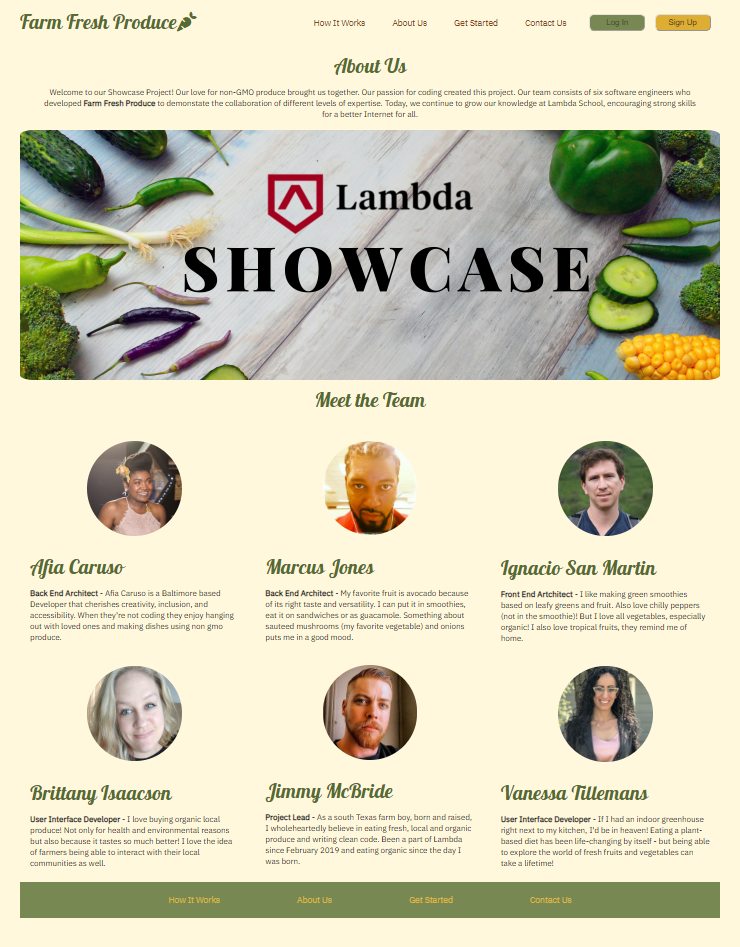 Farm Fresh Produce
How It Works About Us Get Started Contact Us Log In Sign Up
About Us
Welcome to our Showcase Project! Our love for non-GMO produce brought us together. Our passion for coding created this project. Our team consists of six software engineers who
developed Farm Fresh Produce to demonstate the collaboration of different levels of expertise. Today, we continue to grow our knowledge at Lambda School, encouraging strong skills
for a better Internet for all.
Lambda
SHOWCASE
Meet the Team
Afia Caruso
Back End Architect - Afia Caruso is a Baltimore based
Developer that cherishes creativity, inclusion, and
accessibility. When they're not coding they enjoy hanging
out with loved ones and making dishes using non gmo
produce.
Marcus Jones
Back End Architect - My favorite fruit is avocado because
of its right taste and versatility. I can put it in smoothies,
eat it on sandwiches or as guacamole. Something about
sauteed mushrooms (my favorite vegetable) and onions
puts me in a good mood.
Ignacio San Martin
Front End Artchitect - I like making green smoothies
based on leafy greens and fruit. Also love chilly peppers
(not in the smoothie)! But I love all vegetables, especially
organic! I also love tropical fruits, they remind me of
home.
Brittany Isaacson
User Interface Developer - I love buying organic local
produce! Not only for health and environmental reasons
but also because it tastes so much better! I love the idea
of farmers being able to interact with their local
communities as well.
Jimmy McBride
Project Lead - As a south Texas farm boy, born and raised,
I wholeheartedly believe in eating fresh, local and organic
produce and writing clean code. Been a part of Lambda
since February 2019 and eating organic since the day I
was born.
Vanessa Tillemans
User Interface Developer - If I had an indoor greenhouse
right next to my kitchen, I'd be in heaven! Eating a plant-
based diet has been life-changing by itself - but being able
to explore the world of fresh fruits and vegetables can
take a lifetime!
How It Works About Us Get Started Contact Us